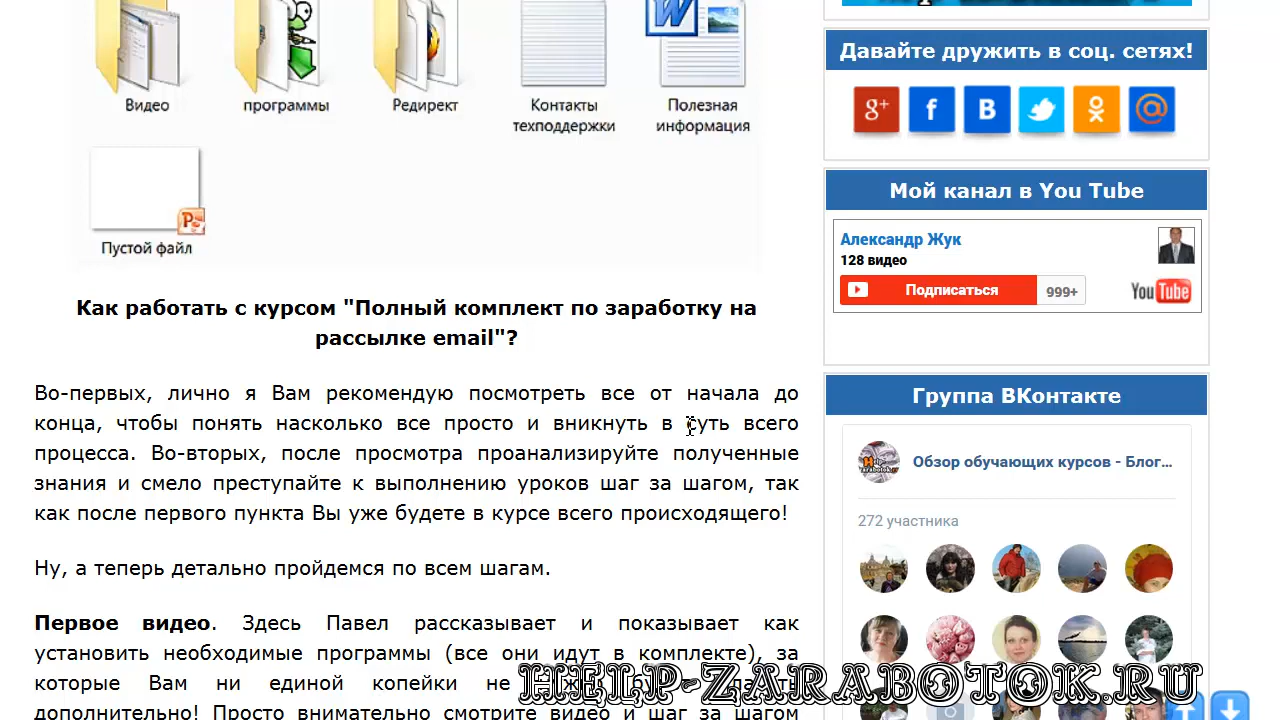 Видео
программы
Редирект
Контакты
техподдержки
Полезная
информация
Пустой файл
Как работать с курсом "Полный комплект по заработку на
рассылке email"?
Во-первых, лично я Вам рекомендую посмотреть все от начала до
конца, чтобы понять насколько все просто и вникнуть в суть всего
процесса. Во-вторых, после просмотра проанализируйте полученные
знания и смело преступайте к выполнению уроков шаг за шагом, так
как после первого пункта Вы уже будете в курсе всего происходящего!
Ну, а теперь детально пройдемся по всем шагам.
Первое видео. Здесь Павел рассказывает и показывает как
установить необходимые программы (все они идут в комплекте), за
которые Вам ни единой копейки не
дополнительно! Просто внимательно смотрите видео и шаг за шагом
Давайте дружить в соц. сетях!
Мой канал в You Tube
Александр Жук
128 видео
Подписаться
999+
You Tube
Группа ВКонтакте
Обзор обучающих курсов - Блог...
272 участника
HELP-ZARABOTOK.RU